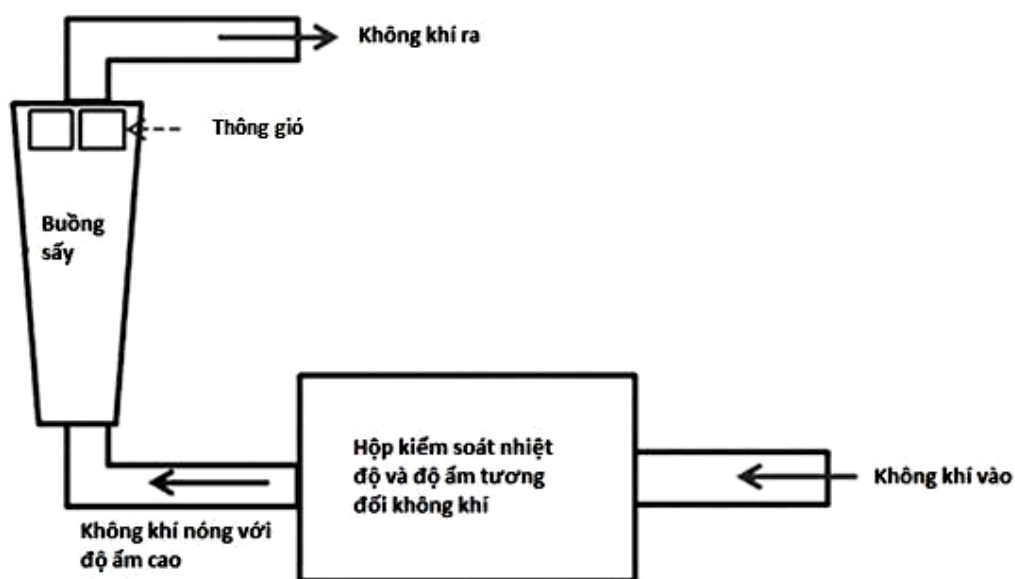 Không khí ra
Thông gió
Buồng
sấy
Hộp kiểm soát nhiệt
độ và độ ẩm tương
đối không khí
Không khí vào
Không khí nóng với
độ ẩm cao